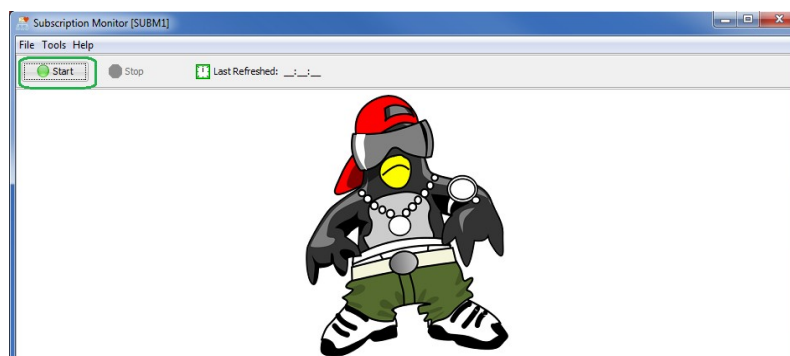 Subscription Monitor [SUBM1]
File Tools Help
Start Stop Last Refreshed: __:__:__